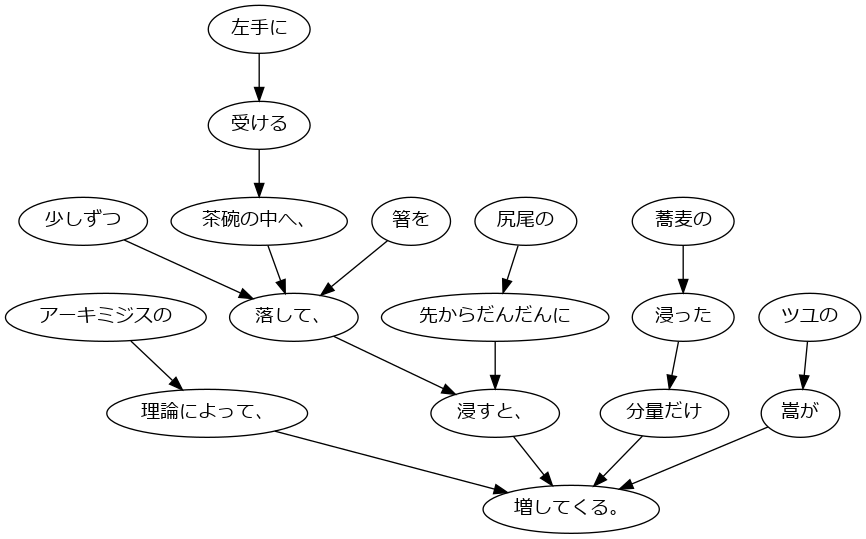 左手に
受ける
少しずつ
茶碗の中へ、
箸を
尻尾の
蕎麦の
アーキミジスの
落して、
先からだんだんに
浸った
ツユの
理論によって、
浸すと、
分量だけ
嵩が
増してくる。